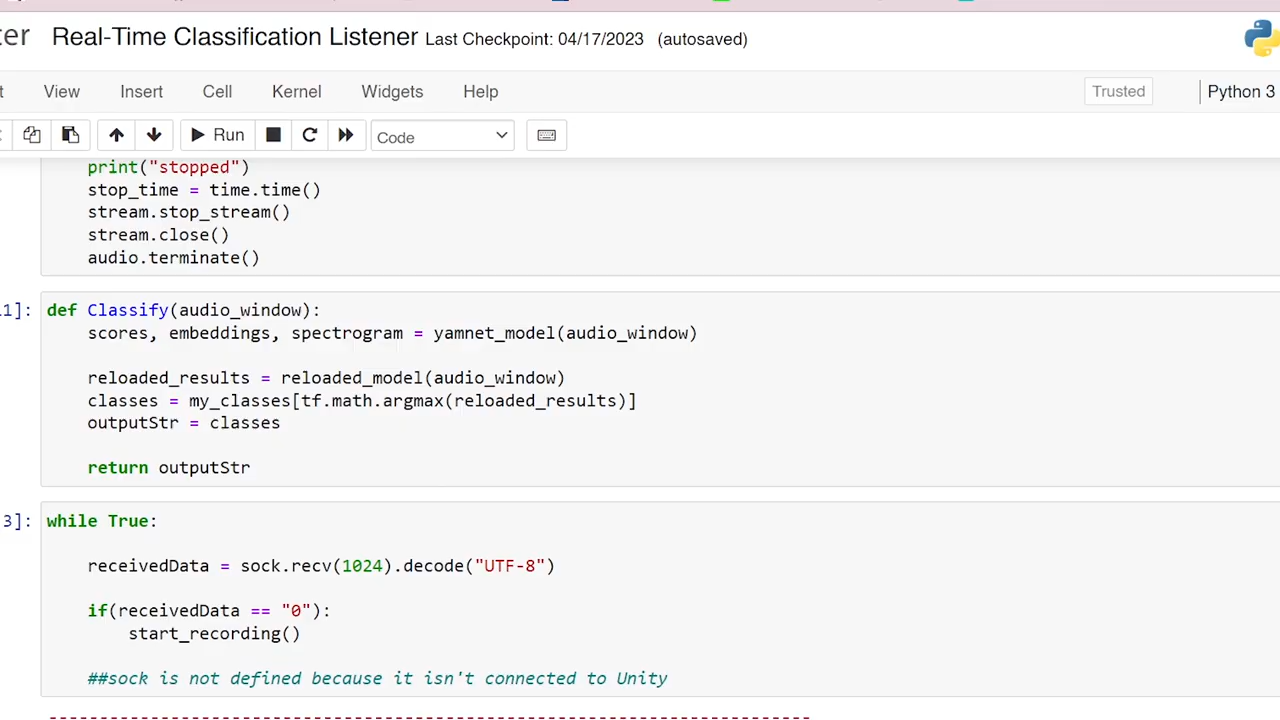 ter Real-Time Classification Listener Last Checkpoint: 04/17/2023 (autosaved)
t View Insert Cell Kernel Widgets Help Trusted Python 3
Run Code
print("stopped")
stop_time = time.time()
stream.stop_stream()
stream.close()
audio.terminate()
1]: def Classify(audio_window):
scores, embeddings, spectrogram = yamnet_model(audio_window)
reloaded_results = reloaded_model(audio_window)
classes = my_classes[tf.math.argmax(reloaded_results)]
outputStr = classes
return outputStr
3]: while True:
receivedData = sock.recv(1024).decode("UTF-8")
if(receivedData == "0"):
start_recording()
##sock is not defined because it isn't connected to Unity
---------------------------------------------------------------------------